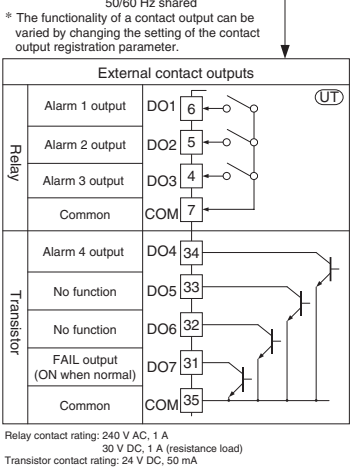 50/60 Hz shared
* The functionality of a contact output can be
varied by changing the setting of the contact
output registration parameter.
External contact outputs
UT
Relay
Alarm 1 output DO1 6
Alarm 2 output DO2 5
Alarm 3 output DO3 4
Common COM 7
Transistor
Alarm 4 output DO4 34
No function DO5 33
No function DO6 32
FAIL output
(ON when normal) DO7 31
Common COM 35
Relay contact rating: 240 V AC, 1 A
30 V DC, 1 A (resistance load)
Transistor contact rating: 24 V DC, 50 mA